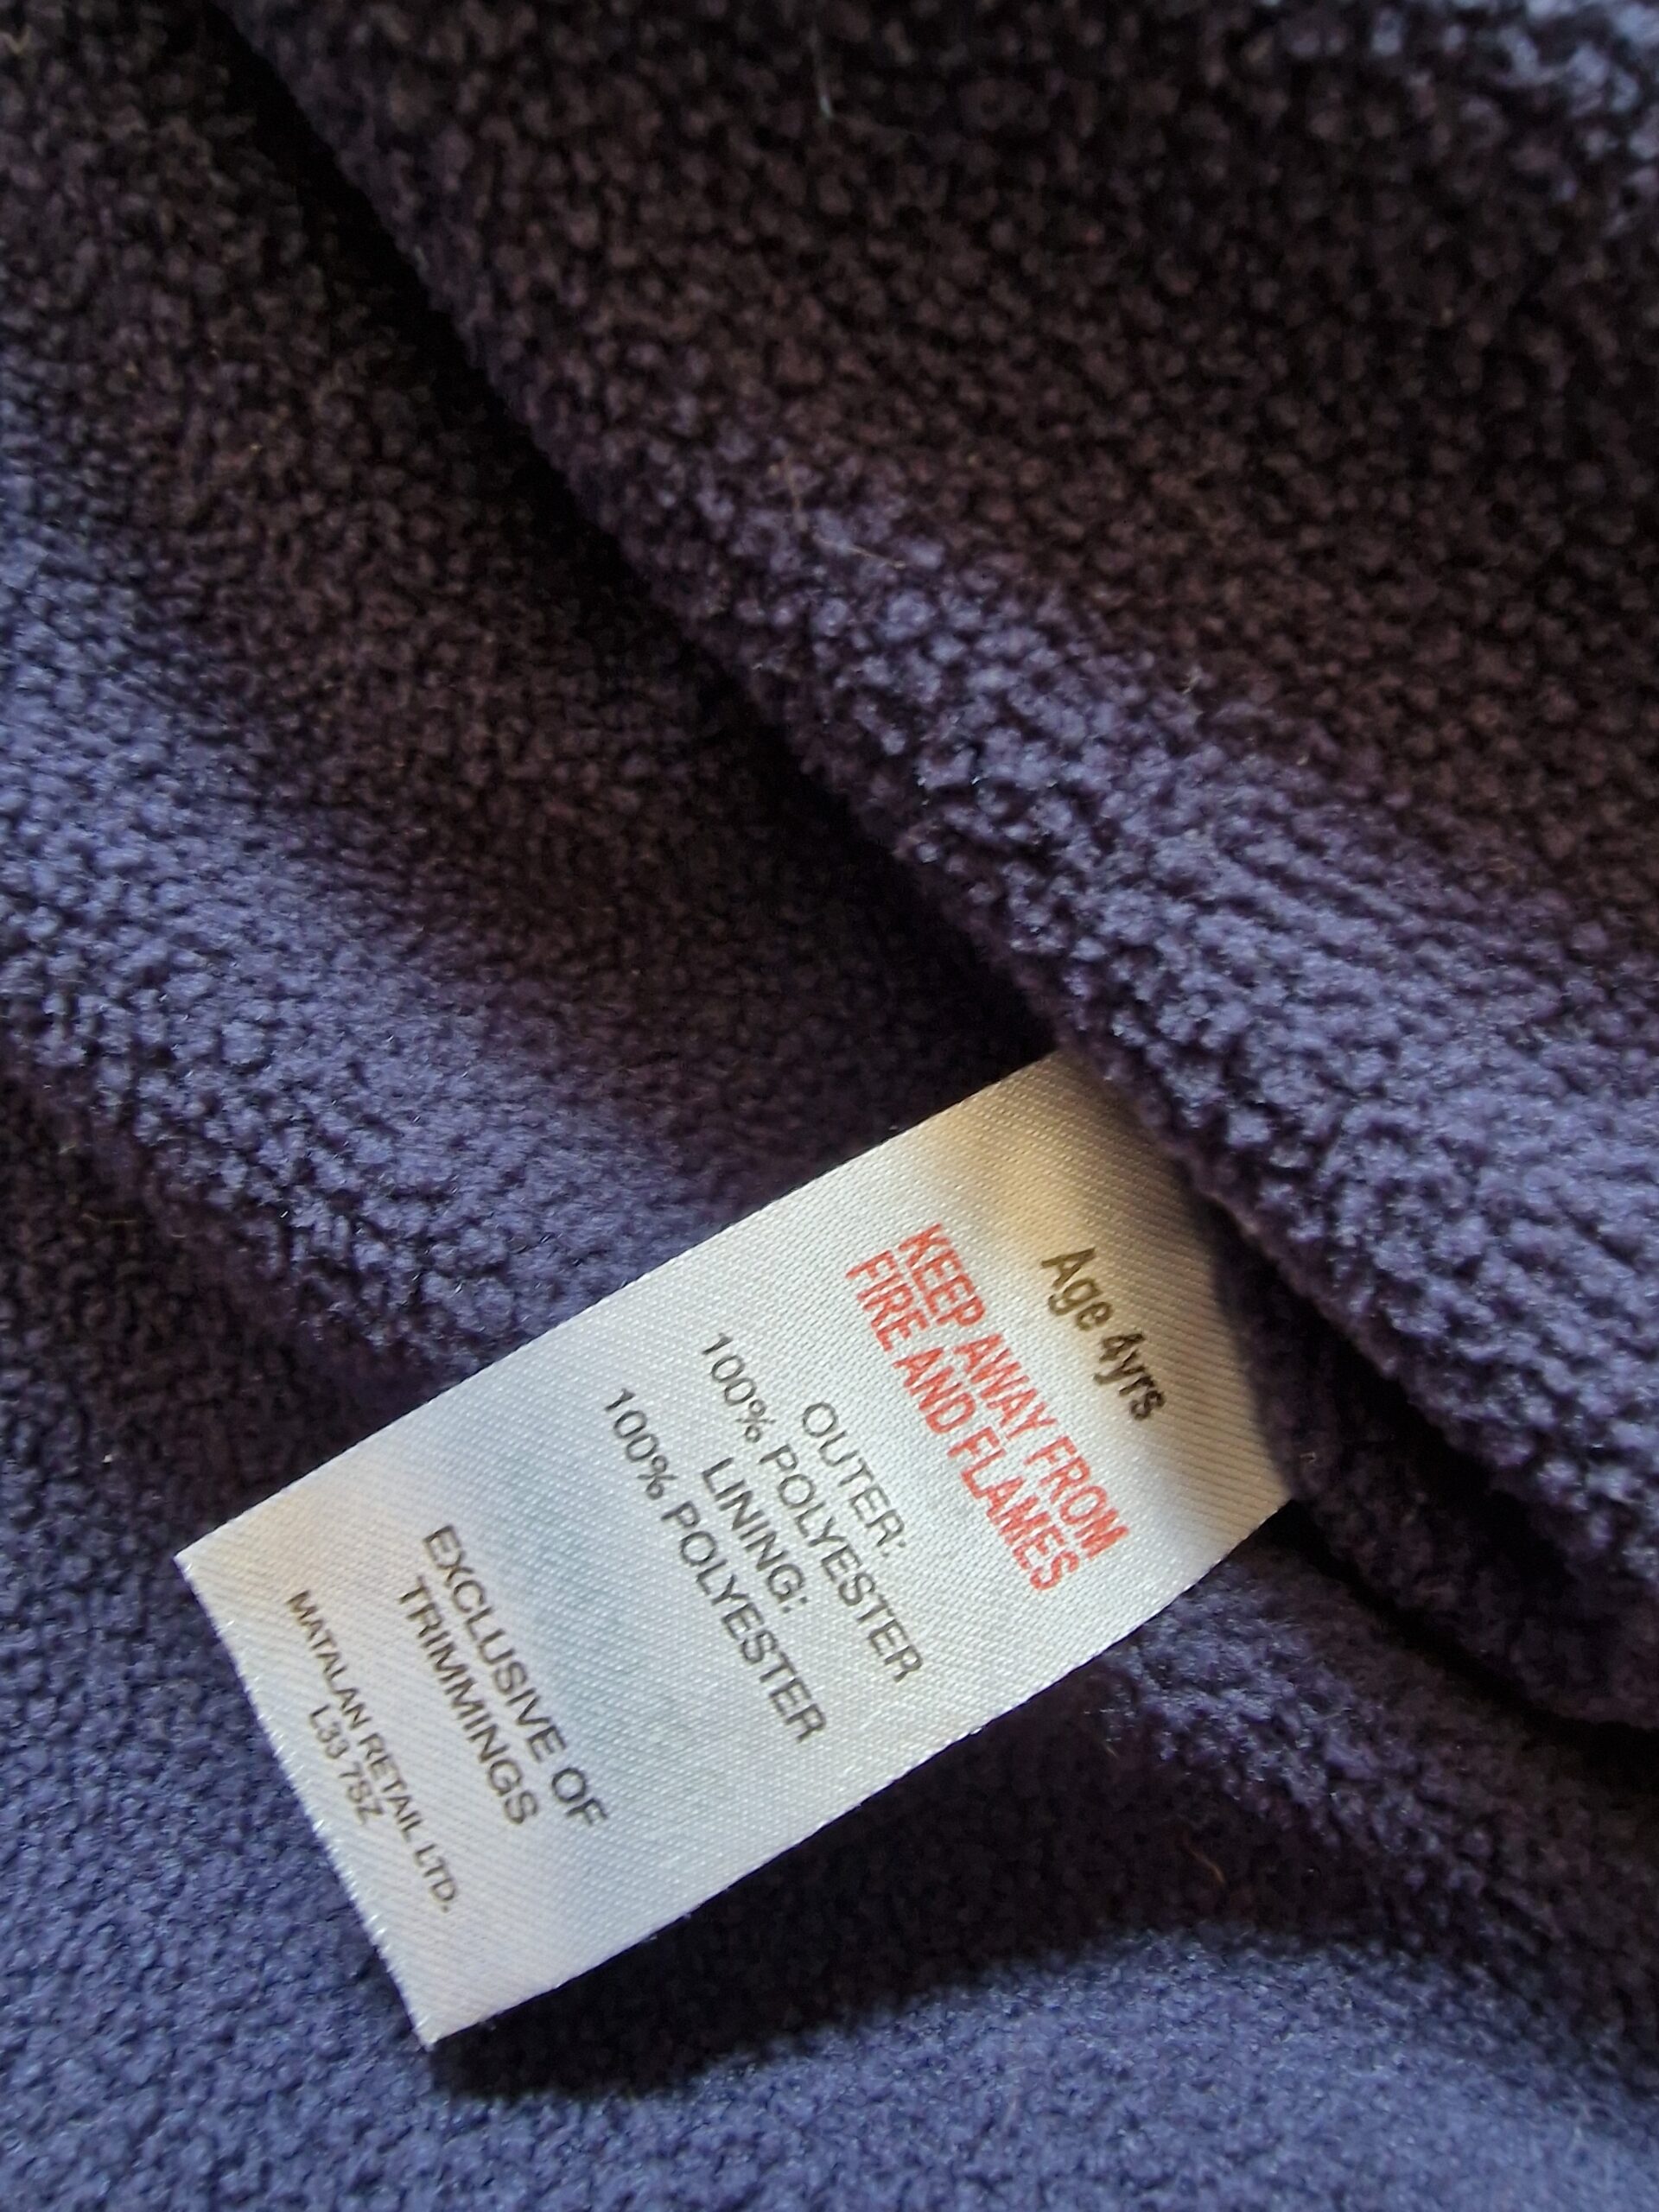 Age 4yrs
KEEP AWAY FROM
FIRE AND FLAMES
OUTER:
100% POLYESTER
LINING:
100% POLYESTER
EXCLUSIVE OF
TRIMMINGS
MATALAN RETAIL LTD.
L33 7SZ